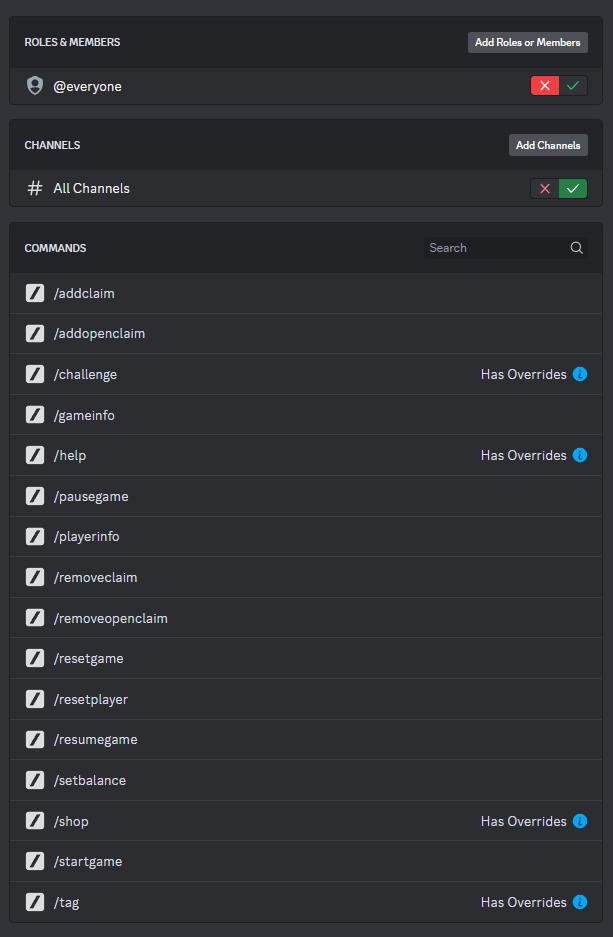 ROLES & MEMBERS Add Roles or Members
@everyone
CHANNELS Add Channels
# All Channels
COMMANDS Search
/addclaim
/addopenclaim
/challenge Has Overrides
/gameinfo
/help Has Overrides
/pausegame
/playerinfo
/removeclaim
/removeopenclaim
/resetgame
/resetplayer
/resumegame
/setbalance
/shop Has Overrides
/startgame
/tag Has Overrides